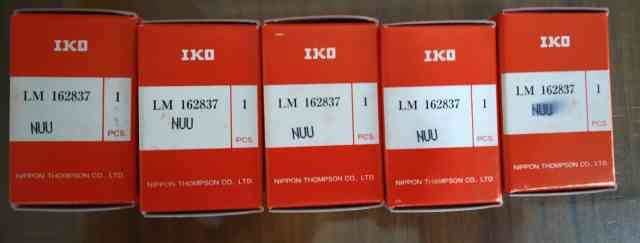 IKO
LM 162837 1
NUU
PCS.
NIPPON THOMPSON CO., LTD.
IKO
LM 162837 1
NUU
PCS.
NIPPON THOMPSON CO., LTD.
IKO
LM 162837 1
NUU
PCS.
NIPPON THOMPSON CO., LTD.
IKO
LM 162837 1
NUU
PCS.
NIPPON THOMPSON CO., LTD.
IKO
LM 162837 1
NUU
PCS.
NIPPON THOMPSON CO., LTD.